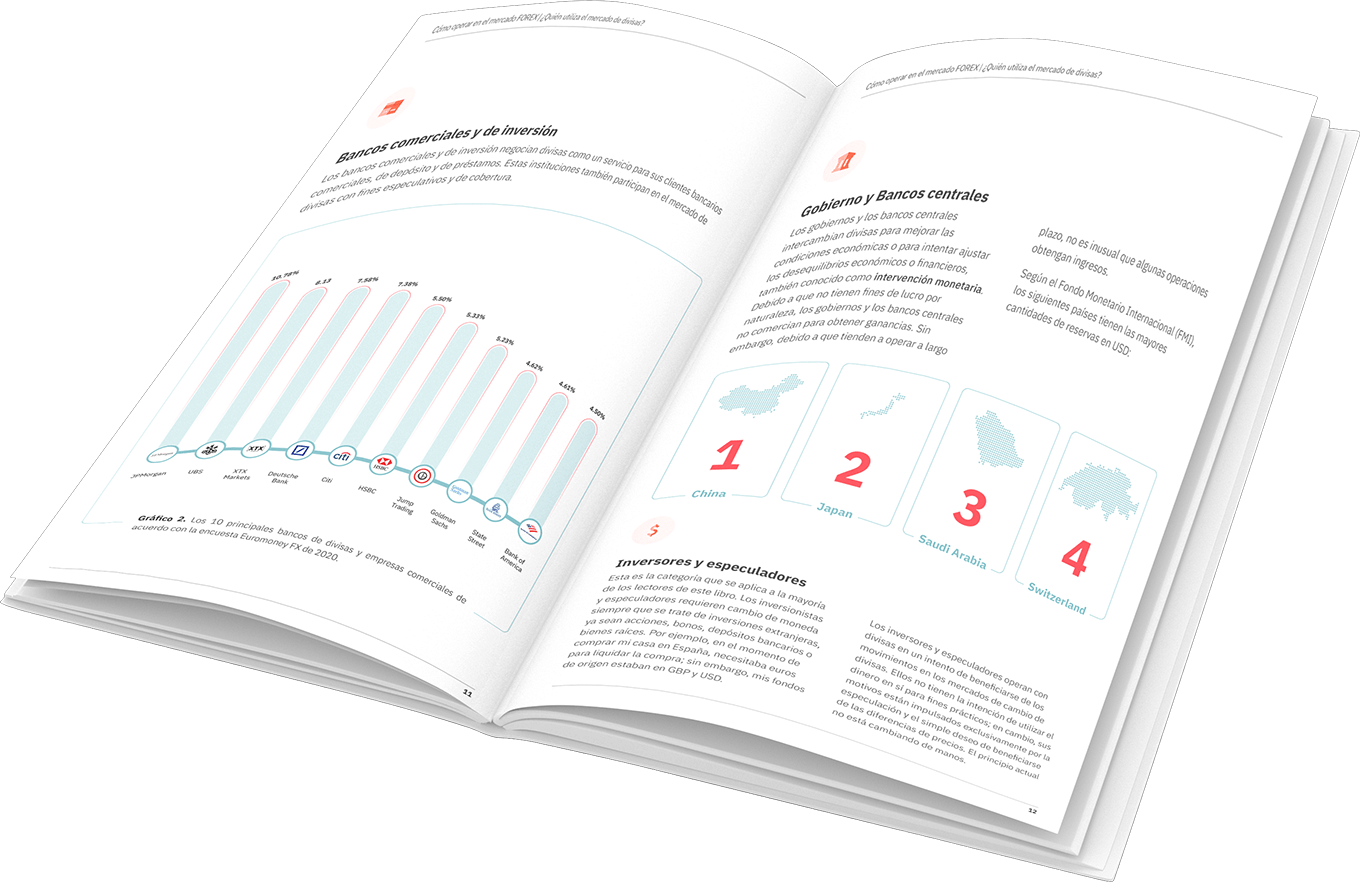 Cómo operar en el mercado FOREX | ¿Quién utiliza el mercado de divisas?
Bancos comerciales y de inversión
Los bancos comerciales y de inversión negocian divisas como un servicio para sus clientes bancarios
comerciales, de depósito y de préstamos. Estas instituciones también participan en el mercado de
divisas con fines especulativos y de cobertura.
10.78%
8.13
7.58%
7.38%
5.50%
5.33%
5.23%
4.62%
4.61%
4.50%
XTX
citi
HSBC
JPMorgan
UBS
XTX
Markets
Deutsche
Bank
Citi
HSBC
Jump
Trading
Goldman
Sachs
State
Street
Bank of
America
Gráfico 2. Los 10 principales bancos de divisas y empresas comerciales de
acuerdo con la encuesta Euromoney FX de 2020.
11
Cómo operar en el mercado FOREX | ¿Quién utiliza el mercado de divisas?
Gobierno y Bancos centrales
Los gobiernos y los bancos centrales
intercambian divisas para mejorar las
condiciones económicas o para intentar ajustar
los desequilibrios económicos o financieros,
también conocido como intervención monetaria.
Debido a que no tienen fines de lucro por
naturaleza, los gobiernos y los bancos centrales
no comercian para obtener ganancias. Sin
embargo, debido a que tienden a operar a largo
plazo, no es inusual que algunas operaciones
obtengan ingresos.
Según el Fondo Monetario Internacional (FMI),
los siguientes países tienen las mayores
cantidades de reservas en USD:
1
China
2
Japan
3
Saudi Arabia
4
Switzerland
$
Inversores y especuladores
Esta es la categoría que se aplica a la mayoría
de los lectores de este libro. Los inversionistas
y especuladores requieren cambio de moneda
siempre que se trate de inversiones extranjeras,
ya sean acciones, bonos, depósitos bancarios o
bienes raíces. Por ejemplo, en el momento de
comprar mi casa en España, necesitaba euros
para liquidar la compra; sin embargo, mis fondos
de origen estaban en GBP y USD.
Los inversores y especuladores operan con
divisas en un intento de beneficiarse de los
movimientos en los mercados de cambio de
divisas. Ellos no tienen la intención de utilizar el
dinero en sí para fines prácticos; en cambio, sus
motivos están impulsados exclusivamente por la
especulación y el simple deseo de beneficiarse
de las diferencias de precios. El principio actual
no está cambiando de manos.
12